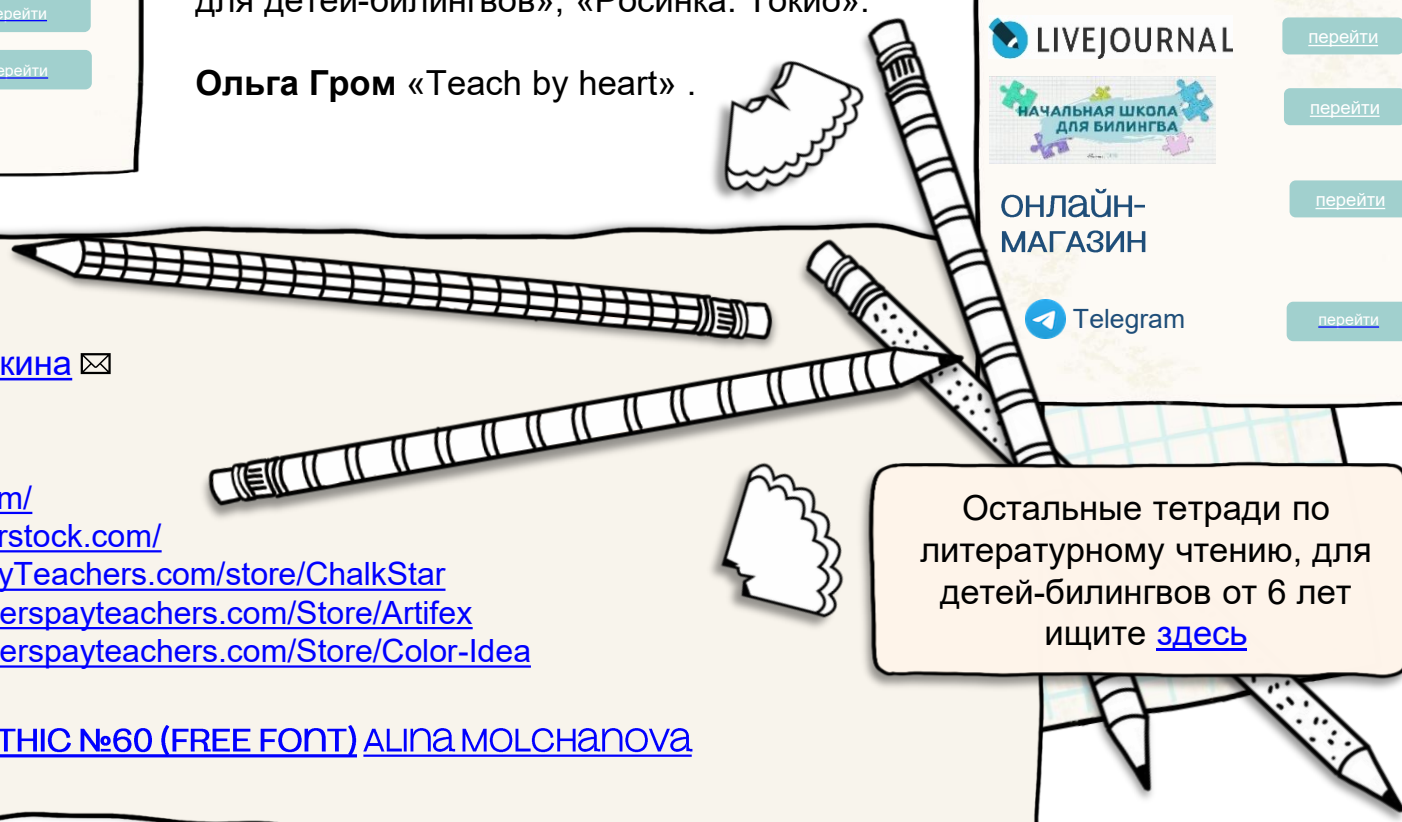 перейти
перейти
для детей-билингвов», «Росинка. Токио».
Ольга Гром «Teach by heart» .
LIVEJOURNAL
перейти
НАЧАЛЬНАЯ ШКОЛА
ДЛЯ БИЛИНГВА
перейти
ОНЛАЙН-
МАГАЗИН
перейти
Telegram
перейти
кина ✉
m/
rstock.com/
yTeachers.com/store/ChalkStar
erspayteachers.com/Store/Artifex
erspayteachers.com/Store/Color-Idea
THIC №60 (FREE FONT) ALINA MOLCHANOVA
Остальные тетради по
литературному чтению, для
детей-билингвов от 6 лет
ищите здесь